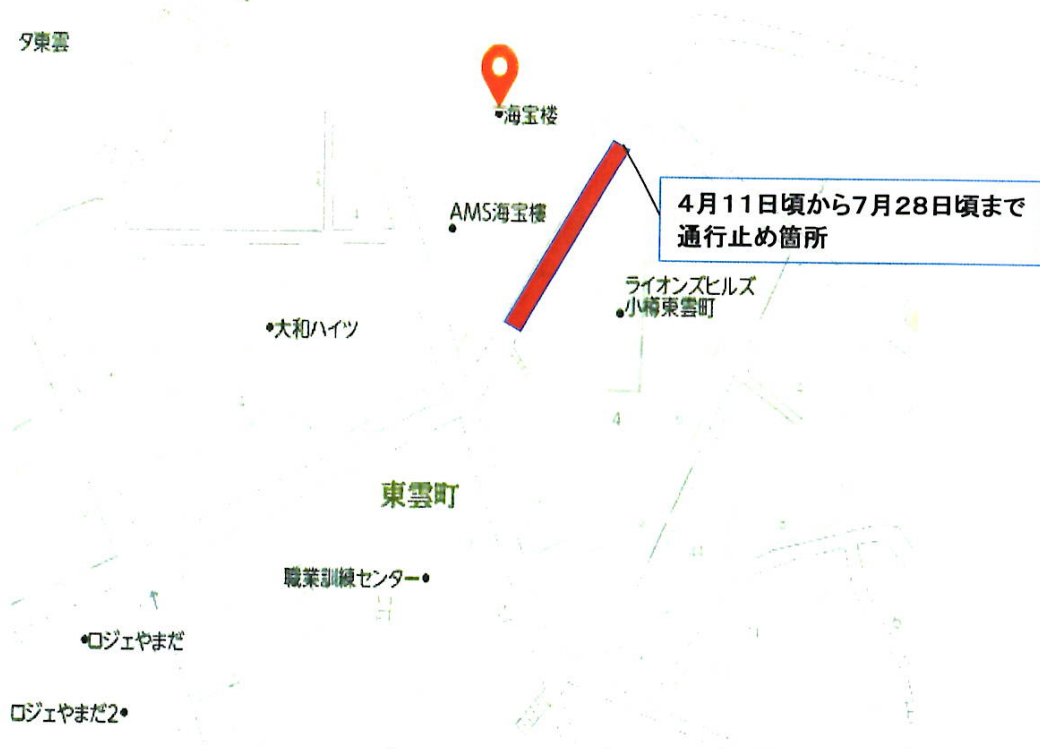 タ東雲
海宝楼
4月11日頃から7月28日頃まで
通行止め箇所
AMS海宝樓
ライオンズヒルズ
小樽東雲町
大和ハイツ
4
東雲町
職業訓練センター
ロジェやまだ
ロジェやまだ2